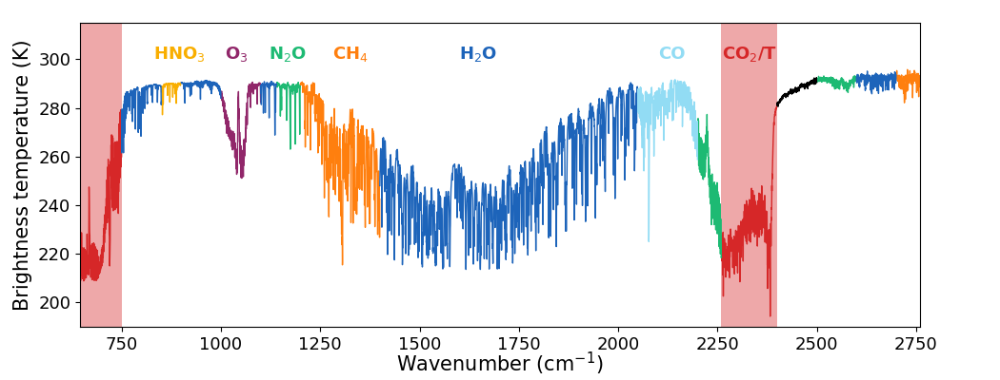 HNO₃ O₃ N₂O CH₄ H₂O CO CO₂/T
Brightness temperature (K)
300
280
260
240
220
200
750 1000 1250 1500 1750 2000 2250 2500 2750
Wavenumber (cm⁻¹)